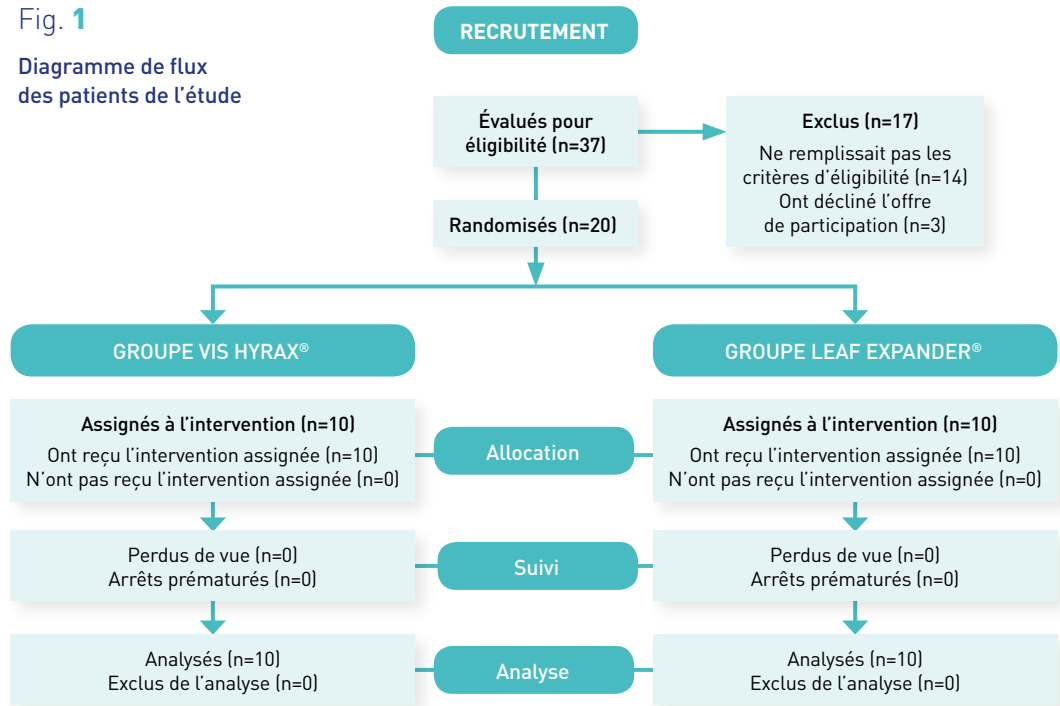 Fig. 1
Diagramme de flux
des patients de l'étude
RECRUTEMENT
Évalués pour
éligibilité (n=37)
Exclus (n=17)
Ne remplissait pas les
critères d'éligibilité (n=14)
Ont décliné l'offre
de participation (n=3)
Randomisés (n=20)
GROUPE VIS HYRAX®
GROUPE LEAF EXPANDER®
Assignés à l'intervention (n=10)
Ont reçu l'intervention assignée (n=10)
N'ont pas reçu l'intervention assignée (n=0)
Allocation
Assignés à l'intervention (n=10)
Ont reçu l'intervention assignée (n=10)
N'ont pas reçu l'intervention assignée (n=0)
Perdus de vue (n=0)
Arrêts prématurés (n=0)
Suivi
Perdus de vue (n=0)
Arrêts prématurés (n=0)
Analysés (n=10)
Exclus de l'analyse (n=0)
Analyse
Analysés (n=10)
Exclus de l'analyse (n=0)